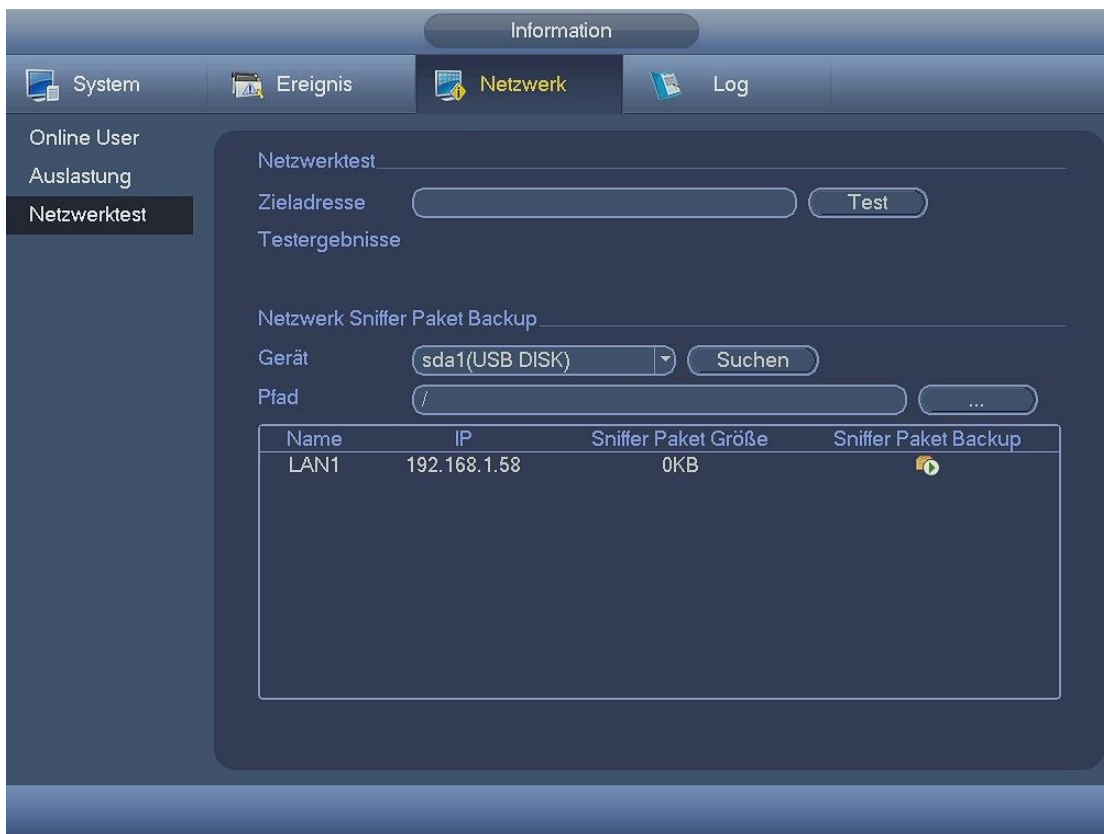 Information
System Ereignis Netzwerk Log
Online User
Auslastung
Netzwerktest
Netzwerktest
Zieladresse Test
Testergebnisse
Netzwerk Sniffer Paket Backup
Gerät sda1(USB DISK) Suchen
Pfad / ...
Name IP Sniffer Paket Größe Sniffer Paket Backup
LAN1 192.168.1.58 0KB